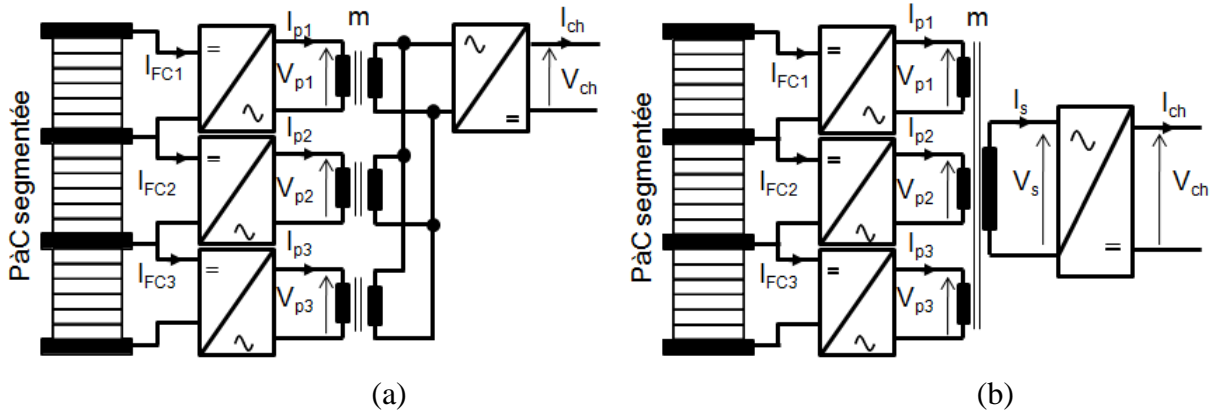 PàC segmentée
I_FC1
=
~
I_p1
V_p1
m
I_FC2
=
~
I_p2
V_p2
I_FC3
=
~
I_p3
V_p3
~
=
I_ch
V_ch
(a)
PàC segmentée
I_FC1
=
~
I_p1
V_p1
m
I_FC2
=
~
I_p2
V_p2
I_FC3
=
~
I_p3
V_p3
I_s
V_s
~
=
I_ch
V_ch
(b)